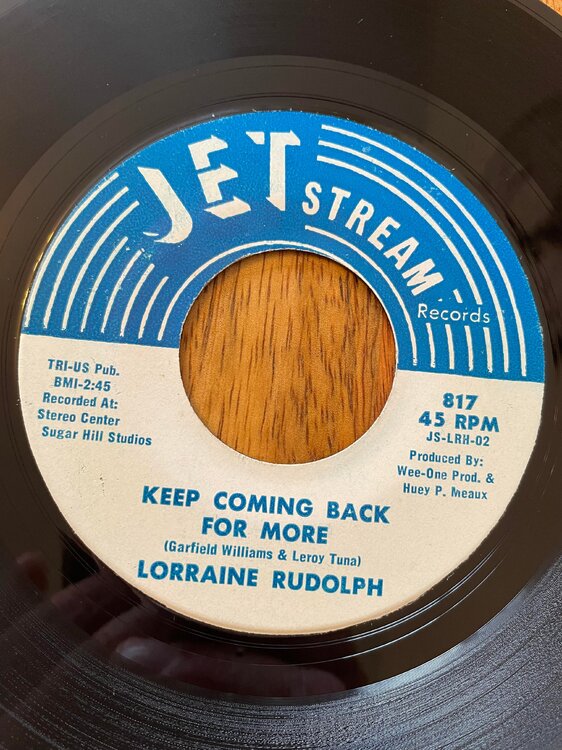 JET
STREAM
Records
TRI-US Pub.
BMI-2:45
Recorded At:
Stereo Center
Sugar Hill Studios
817
45 RPM
JS-LRH-02
Produced By:
Wee-One Prod. &
Huey P. Meaux
KEEP COMING BACK
FOR MORE
(Garfield Williams & Leroy Tuna)
LORRAINE RUDOLPH